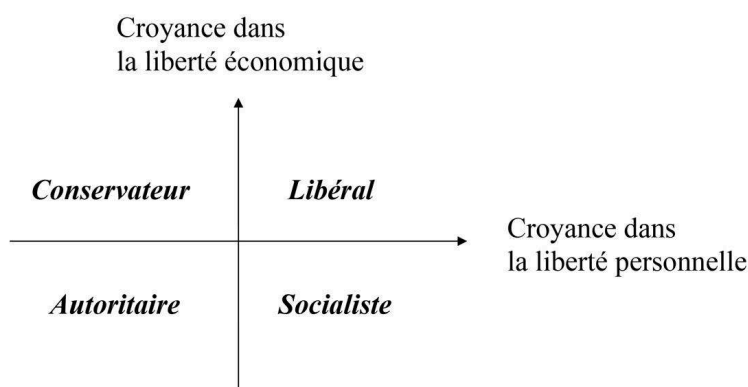 Croyance dans
la liberté économique
Conservateur
Libéral
Croyance dans
la liberté personnelle
Autoritaire
Socialiste